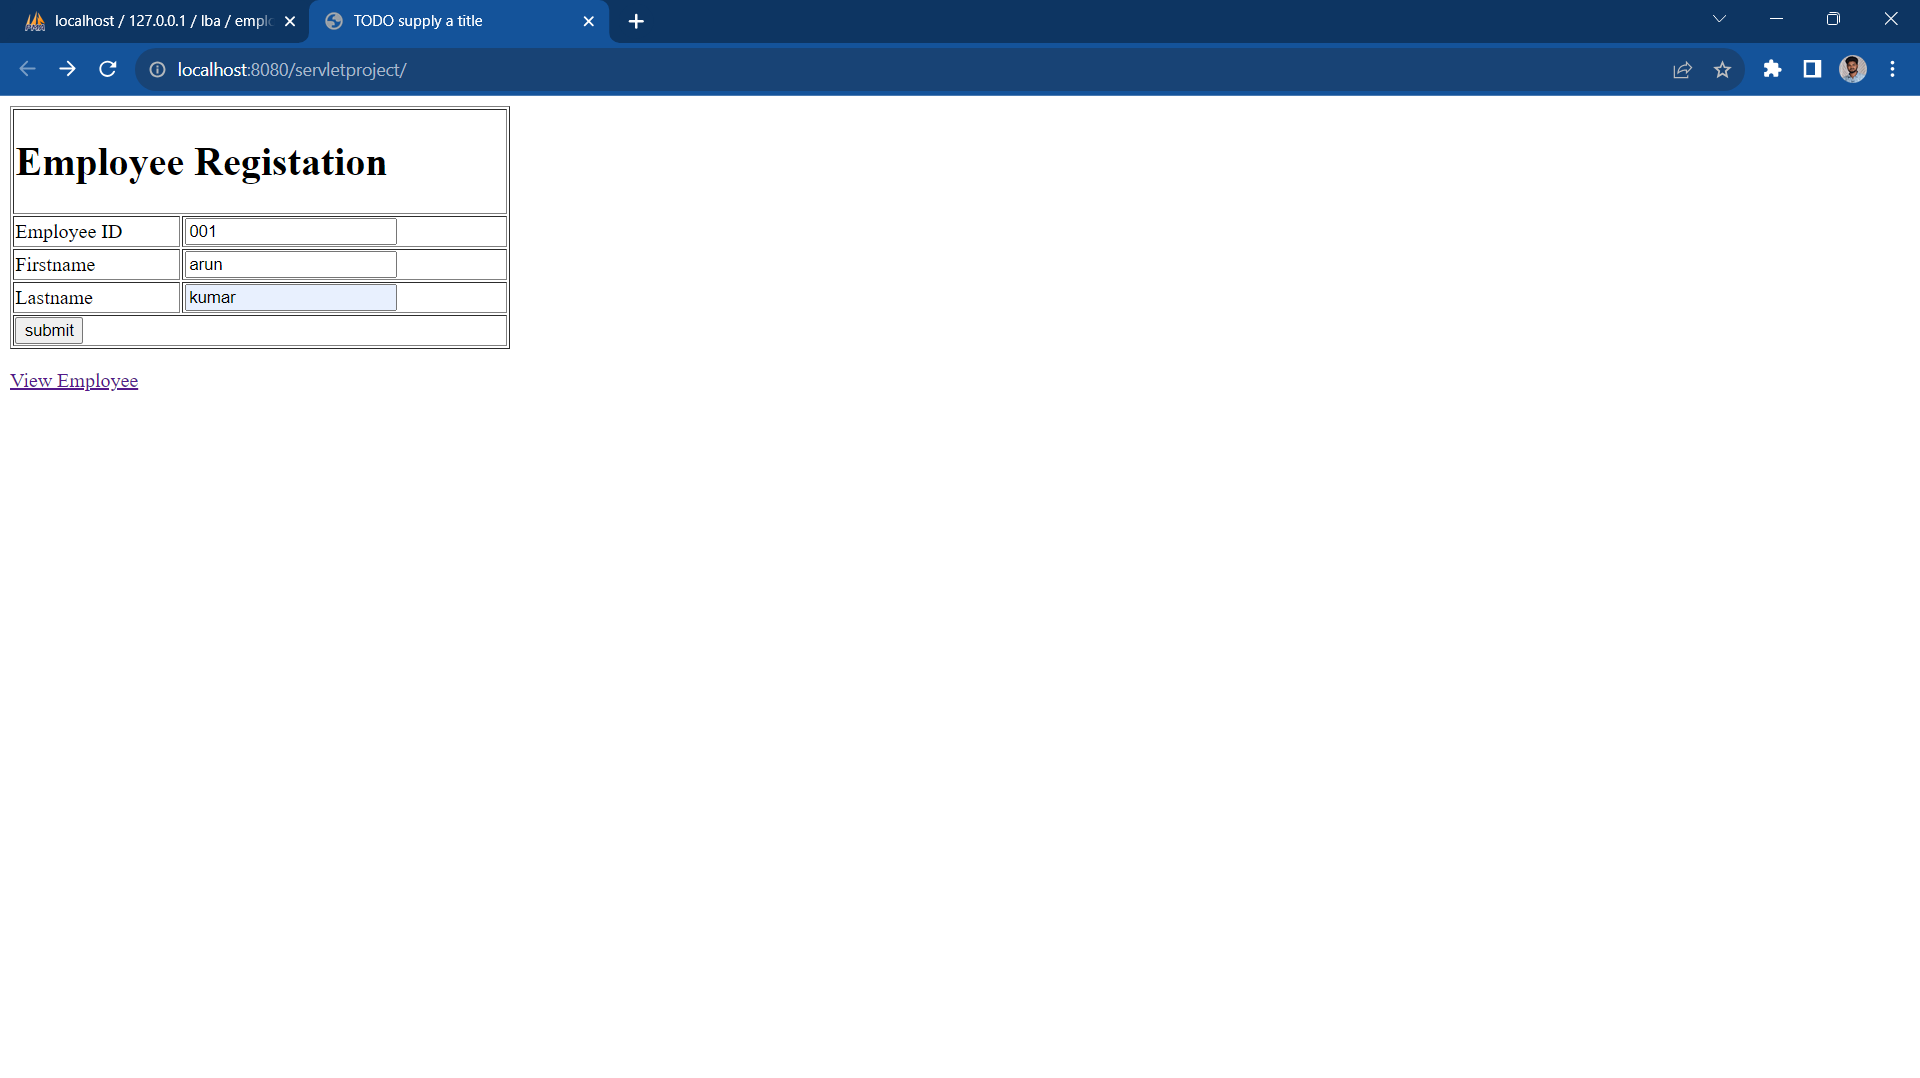 localhost / 127.0.0.1 / lba / emplo
TODO supply a title
localhost:8080/servletproject/
Employee Registation
Employee ID 001
Firstname arun
Lastname kumar
submit
View Employee